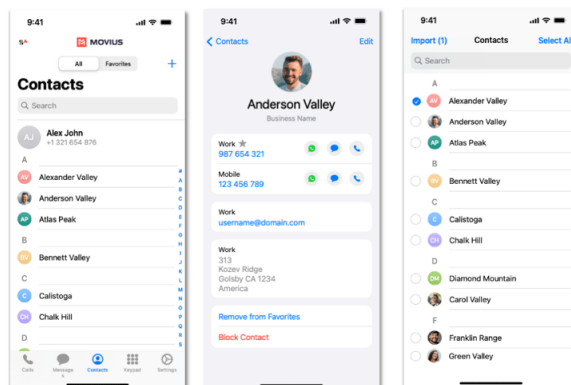 9:41
MOVIUS
All
Favorites
+
Contacts
Search
AJ
Alex John
+1 321 654 876
A
AV
Alexander Valley
Anderson Valley
AP
Atlas Peak
B
BV
Bennett Valley
C
C
Calistoga
CH
Chalk Hill
D
#
A
B
C
D
E
F
G
H
I
J
K
L
M
N
O
P
Q
R
S
Calls
Messages
Contacts
Keypad
Settings
9:41
Contacts
Edit
Anderson Valley
Business Name
Work
987 654 321
Mobile
123 456 789
Work
username@domain.com
Work
313
Kozev Ridge
Golsby CA 1234
America
Remove from Favorites
Block Contact
9:41
Import (1)
Contacts
Select Al
Search
A
AV
Alexander Valley
Anderson Valley
AP
Atlas Peak
B
BV
Bennett Valley
C
C
Calistoga
CH
Chalk Hill
D
DM
Diamond Mountain
Carol Valley
F
Franklin Range
Green Valley